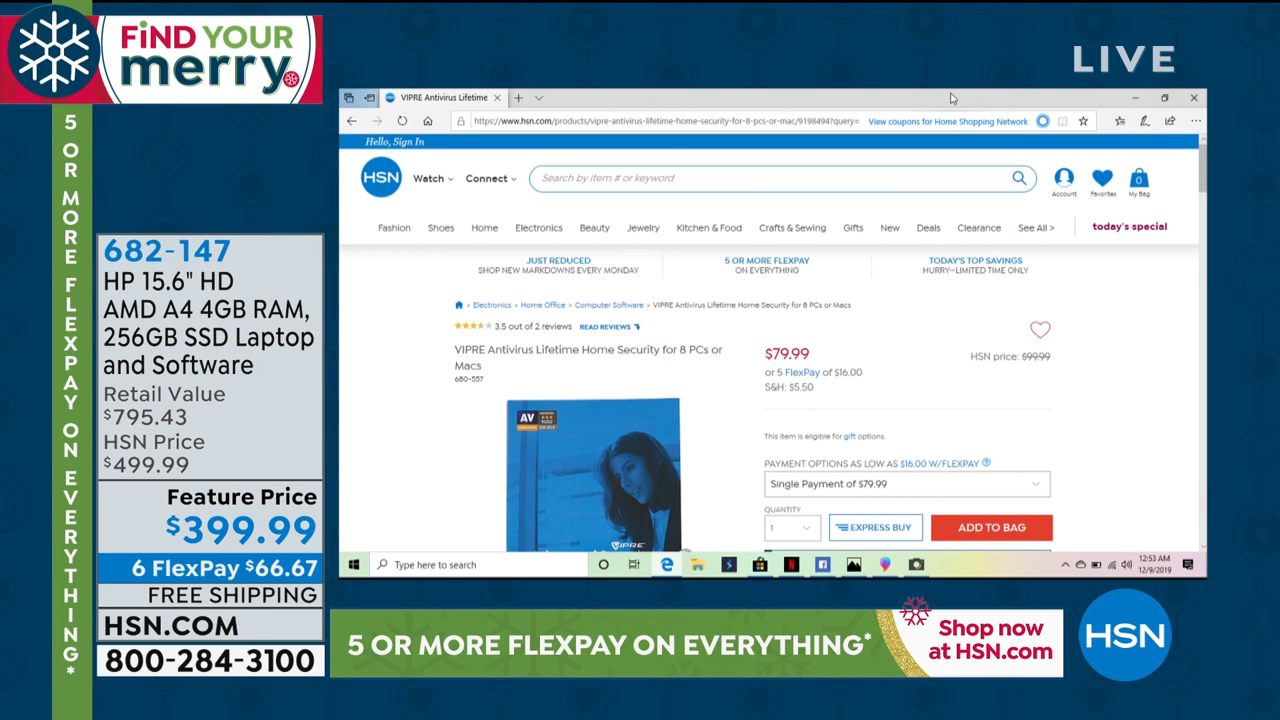 FiND YOUR
merry.
LIVE
5 OR MORE FLEXPAY ON EVERYTHING*
682-147
HP 15.6" HD
AMD A4 4GB RAM,
256GB SSD Laptop
and Software
Retail Value
$795.43
HSN Price
$499.99
Feature Price
$399.99
6 FlexPay $66.67
FREE SHIPPING
HSN.COM
800-284-3100
VIPRE Antivirus Lifetime
https://www.hsn.com/products/vipre-antivirus-lifetime-home-security-for-8-pcs-or-mac/9198494?query=
View coupons for Home Shopping Network
Hello, Sign In
HSN
Watch
Connect
Search by item # or keyword
Account
Favorites
0
My Bag
Fashion
Shoes
Home
Electronics
Beauty
Jewelry
Kitchen & Food
Crafts & Sewing
Gifts
New
Deals
Clearance
See All >
today's special
JUST REDUCED
SHOP NEW MARKDOWNS EVERY MONDAY
5 OR MORE FLEXPAY
ON EVERYTHING
TODAY'S TOP SAVINGS
HURRY–LIMITED TIME ONLY
> Electronics > Home Office > Computer Software > VIPRE Antivirus Lifetime Home Security for 8 PCs or Macs
3.5 out of 2 reviews READ REVIEWS
VIPRE Antivirus Lifetime Home Security for 8 PCs or
Macs
680-557
AV
VIPRE
$79.99
HSN price: $99.99
or 5 FlexPay of $16.00
S&H: $5.50
This item is eligible for gift options.
PAYMENT OPTIONS AS LOW AS $16.00 W/FLEXPAY
Single Payment of $79.99
QUANTITY
1
EXPRESS BUY
ADD TO BAG
Type here to search
12:53 AM
12/9/2019
5 OR MORE FLEXPAY ON EVERYTHING*
Shop now
at HSN.com
HSN